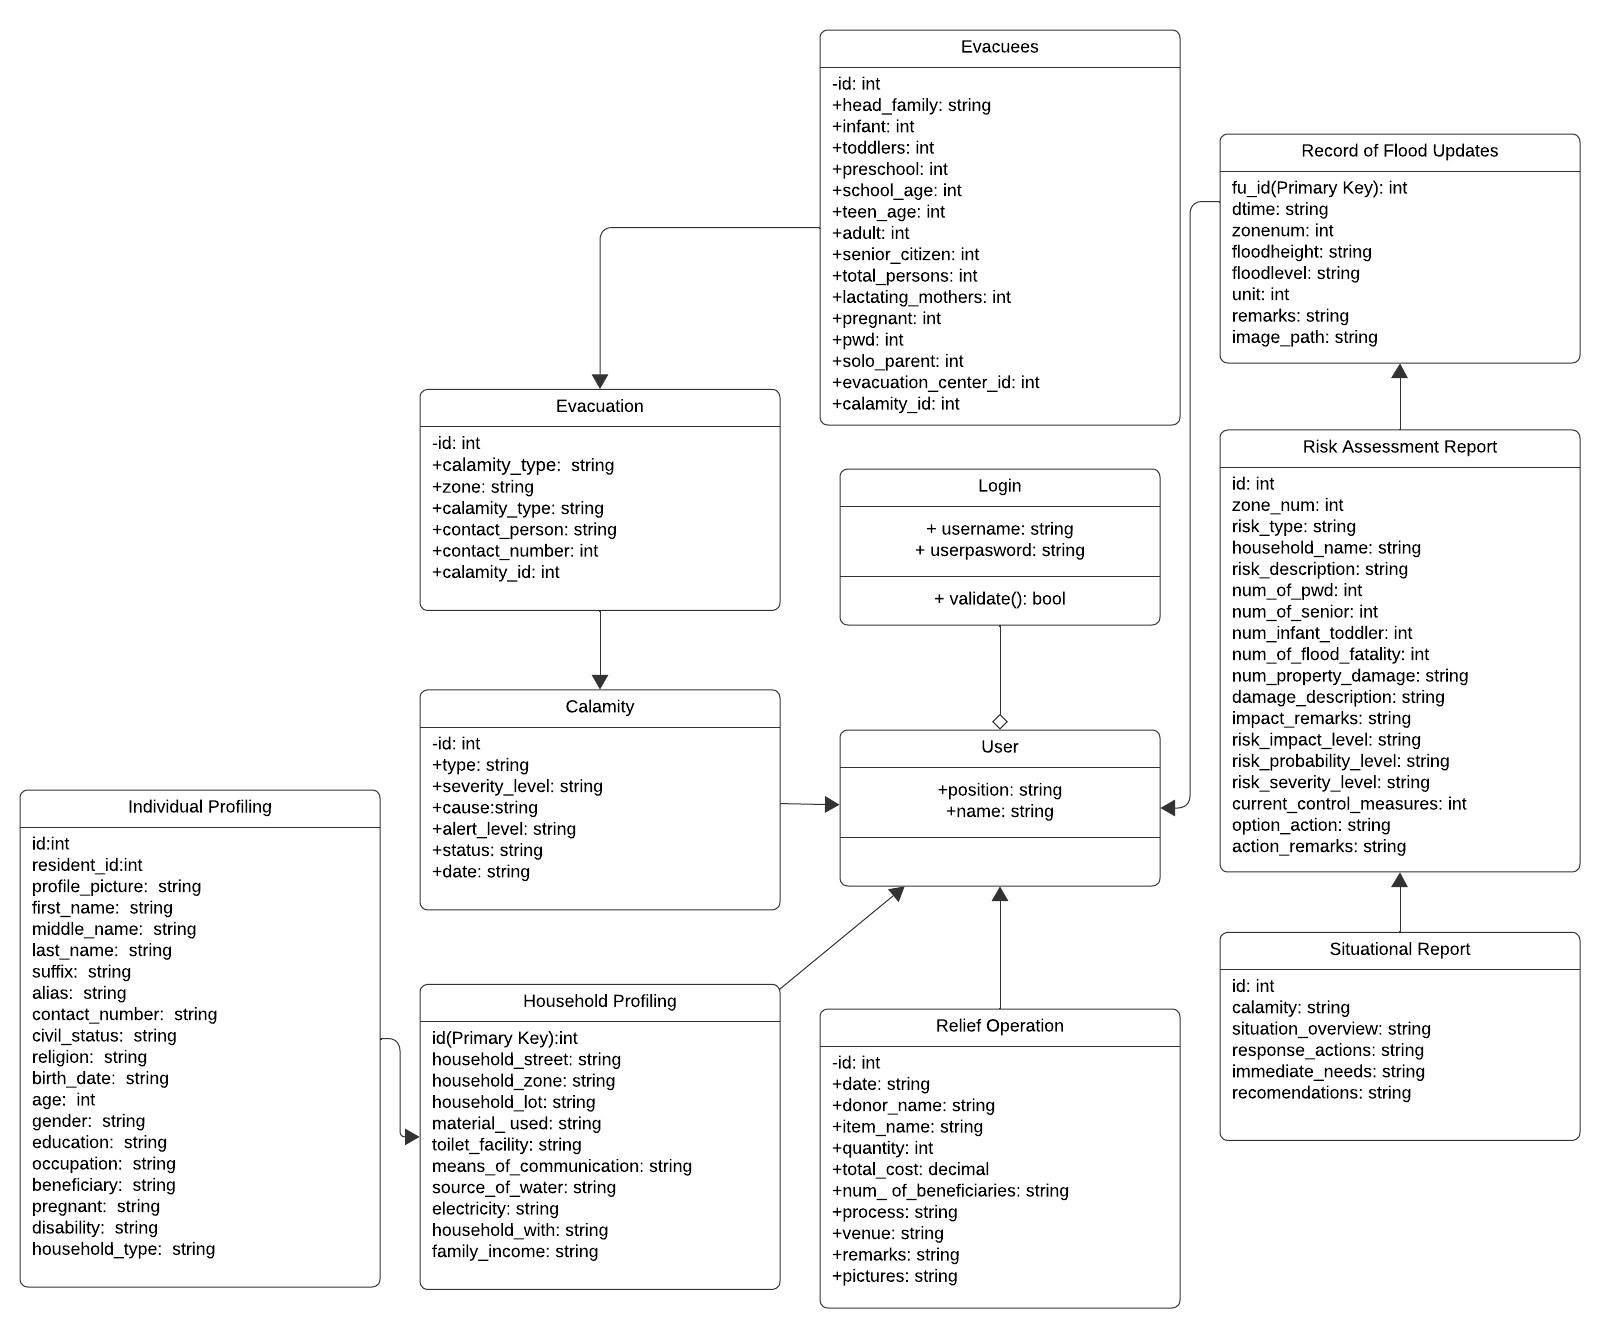 Evacuees
-id: int
+head_family: string
+infant: int
+toddlers: int
+preschool: int
+school_age: int
+teen_age: int
+adult: int
+senior_citizen: int
+total_persons: int
+lactating_mothers: int
+pregnant: int
+pwd: int
+solo_parent: int
+evacuation_center_id: int
+calamity_id: int
Record of Flood Updates
fu_id(Primary Key): int
dtime: string
zonenum: int
floodheight: string
floodlevel: string
unit: int
remarks: string
image_path: string
Evacuation
-id: int
+calamity_type:  string
+zone: string
+calamity_type: string
+contact_person: string
+contact_number: int
+calamity_id: int
Login
+ username: string
+ userpasword: string
+ validate(): bool
Risk Assessment Report
id: int
zone_num: int
risk_type: string
household_name: string
risk_description: string
num_of_pwd: int
num_of_senior: int
num_infant_toddler: int
num_of_flood_fatality: int
num_property_damage: string
damage_description: string
impact_remarks: string
risk_impact_level: string
risk_probability_level: string
risk_severity_level: string
current_control_measures: int
option_action: string
action_remarks: string
Calamity
-id: int
+type: string
+severity_level: string
+cause:string
+alert_level: string
+status: string
+date: string
User
+position: string
+name: string
Individual Profiling
id:int
resident_id:int
profile_picture:  string
first_name:  string
middle_name:  string
last_name:  string
suffix:  string
alias:  string
contact_number:  string
civil_status:  string
religion:  string
birth_date:  string
age:  int
gender:  string
education:  string
occupation:  string
beneficiary:  string
pregnant:  string
disability:  string
household_type:  string
Household Profiling
id(Primary Key):int
household_street: string
household_zone: string
household_lot: string
material_ used: string
toilet_facility: string
means_of_communication: string
source_of_water: string
electricity: string
household_with: string
family_income: string
Relief Operation
-id: int
+date: string
+donor_name: string
+item_name: string
+quantity: int
+total_cost: decimal
+num_ of_beneficiaries: string
+process: string
+venue: string
+remarks: string
+pictures: string
Situational Report
id: int
calamity: string
situation_overview: string
response_actions: string
immediate_needs: string
recomendations: string